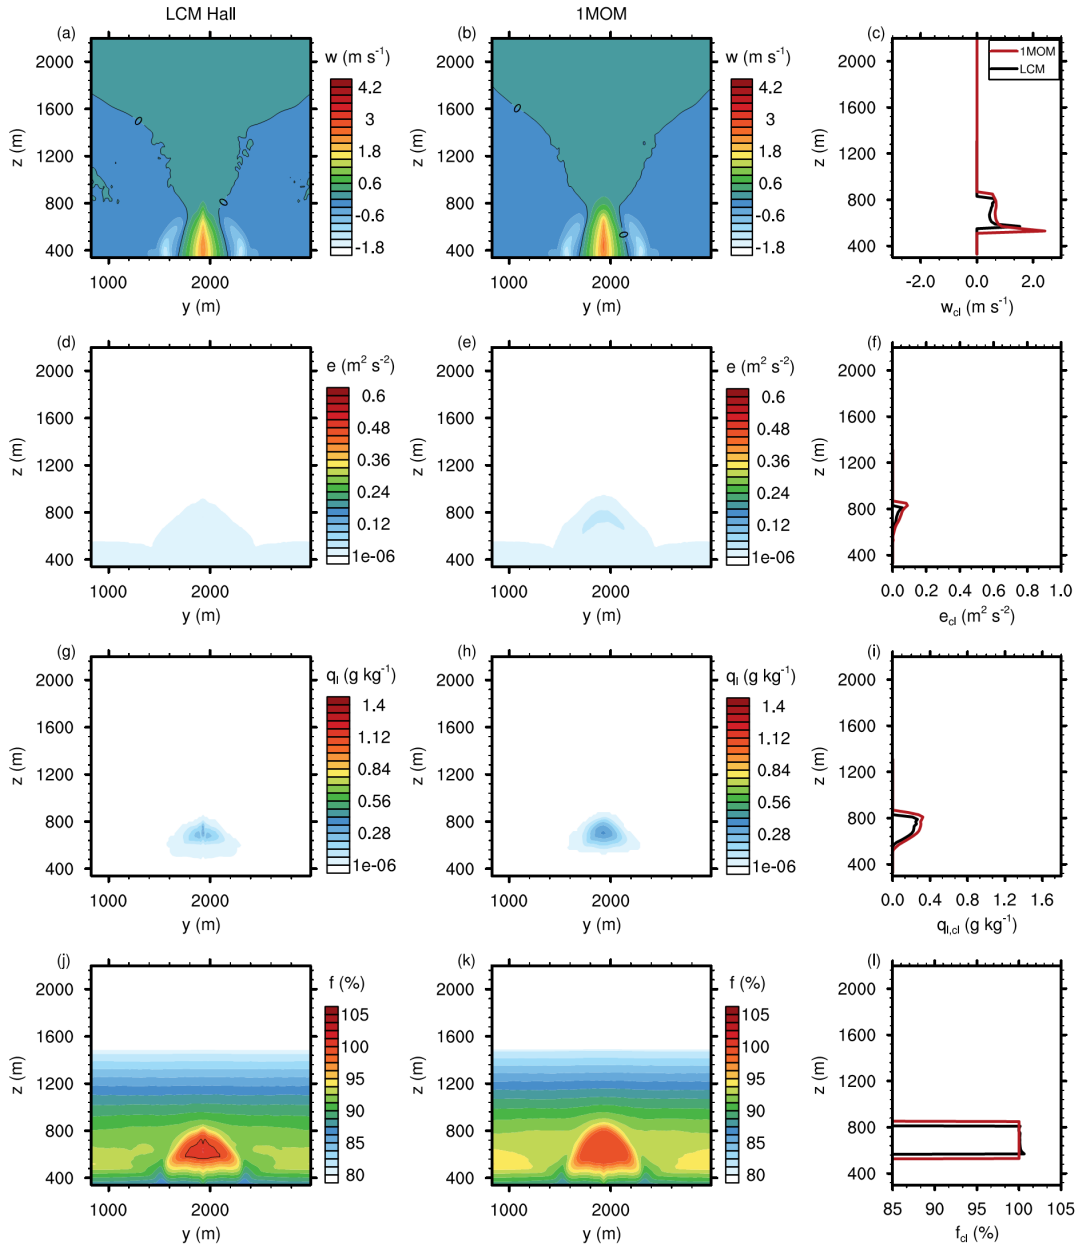 LCM Hall 1MOM
(a) (b) (c)
w (m s⁻¹) w (m s⁻¹) 1MOM
LCM
2000 4.2 2000 4.2 2000
1600 3 1600 3 1600
1200 1.8 1200 1.8 1200
0.6 0.6
800 -0.6 800 -0.6 800
400 -1.8 400 -1.8 400
z (m) z (m) z (m)
0 0 0 0
1000 2000 1000 2000 -2.0 0.0 2.0
y (m) y (m) w_cl (m s⁻¹)
(d) (e) (f)
e (m² s⁻²) e (m² s⁻²)
2000 0.6 2000 0.6 2000
1600 0.48 1600 0.48 1600
1200 0.36 1200 0.36 1200
0.24 0.24
800 0.12 800 0.12 800
400 1e-06 400 1e-06 400
z (m) z (m) z (m)
1000 2000 1000 2000 0.0 0.2 0.4 0.6 0.8 1.0
y (m) y (m) e_cl (m² s⁻²)
(g) (h) (i)
q_l (g kg⁻¹) q_l (g kg⁻¹)
2000 1.4 2000 1.4 2000
1600 1.12 1600 1.12 1600
1200 0.84 1200 0.84 1200
0.56 0.56
800 0.28 800 0.28 800
400 1e-06 400 1e-06 400
z (m) z (m) z (m)
1000 2000 1000 2000 0.0 0.4 0.8 1.2 1.6
y (m) y (m) q_l,cl (g kg⁻¹)
(j) (k) (l)
f (%) f (%)
2000 105 2000 105 2000
1600 100 1600 100 1600
1200 95 1200 95 1200
90 90
800 85 800 85 800
400 80 400 80 400
z (m) z (m) z (m)
1000 2000 1000 2000 85 90 95 100 105
y (m) y (m) f_cl (%)